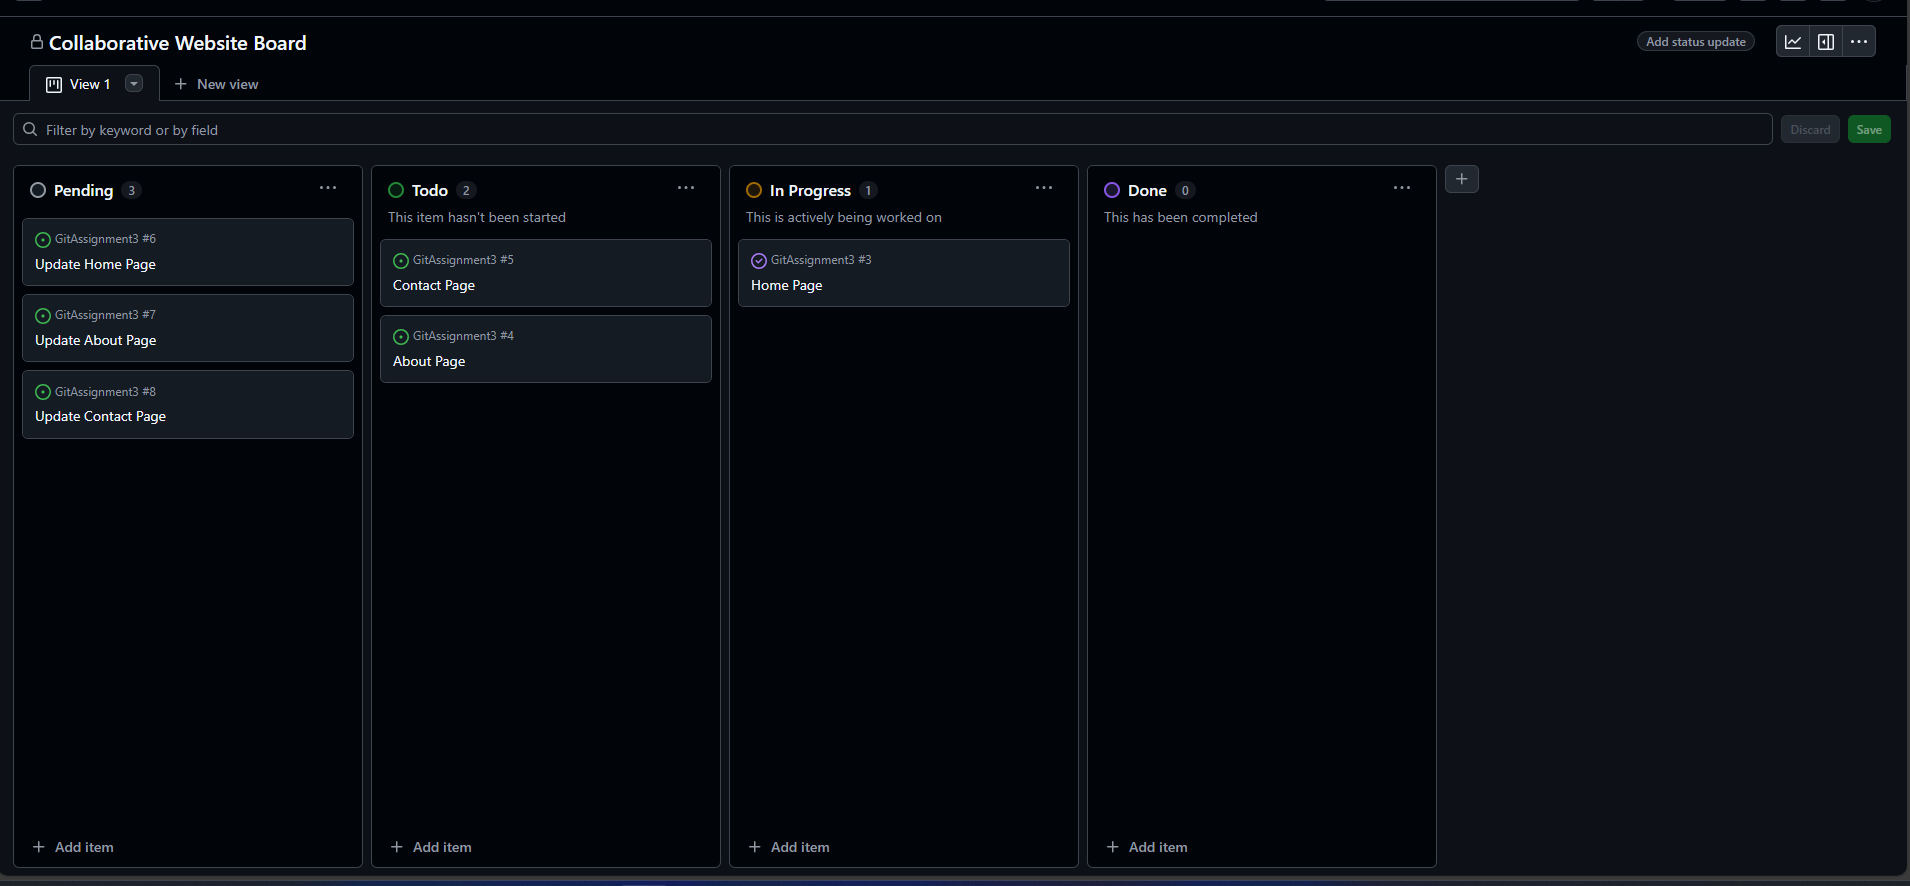 Collaborative Website Board
Add status update
View 1
New view
Filter by keyword or by field
Discard
Save
Pending 3
GitAssignment3 #6
Update Home Page
GitAssignment3 #7
Update About Page
GitAssignment3 #8
Update Contact Page
Add item
Todo 2
This item hasn't been started
GitAssignment3 #5
Contact Page
GitAssignment3 #4
About Page
Add item
In Progress 1
This is actively being worked on
GitAssignment3 #3
Home Page
Add item
Done 0
This has been completed
Add item